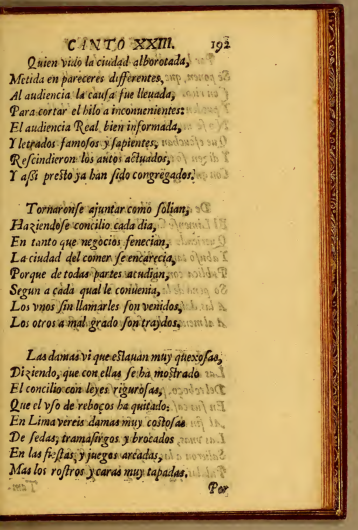 CANTO XXIII. 192
Quien vido la ciudad alborotada,
Metida en pareceres differentes,
Al audiencia la causa fue lleuada,
Para cortar el hilo a inconuenientes:
El audiencia Real, bien informada,
Y letrados famosos y sapientes,
Rescindieron los autos actuados,
Y assi presto ya han sido congregados.
Tornaronse ajuntar como solian,
Haziendose concilio cada dia,
En tanto que negocios fenecian,
La ciudad del comer se encarecia,
Porque de todas partes acudian,
Segun a cada qual le conuenia,
Los vnos sin llamarles son venidos,
Los otros a mal grado son traydos.
Las damas vi que estauan muy quexosas,
Diziendo, que con ellas se ha mostrado
El concilio con leyes rigurosas,
Que el vso de rebozos ha quitado:
En Lima vereis damas muy costosas
De sedas, tramasirgos y brocados
En las fiestas, y juegos arcadas,
Mas los rostros y caras muy tapadas.
Por